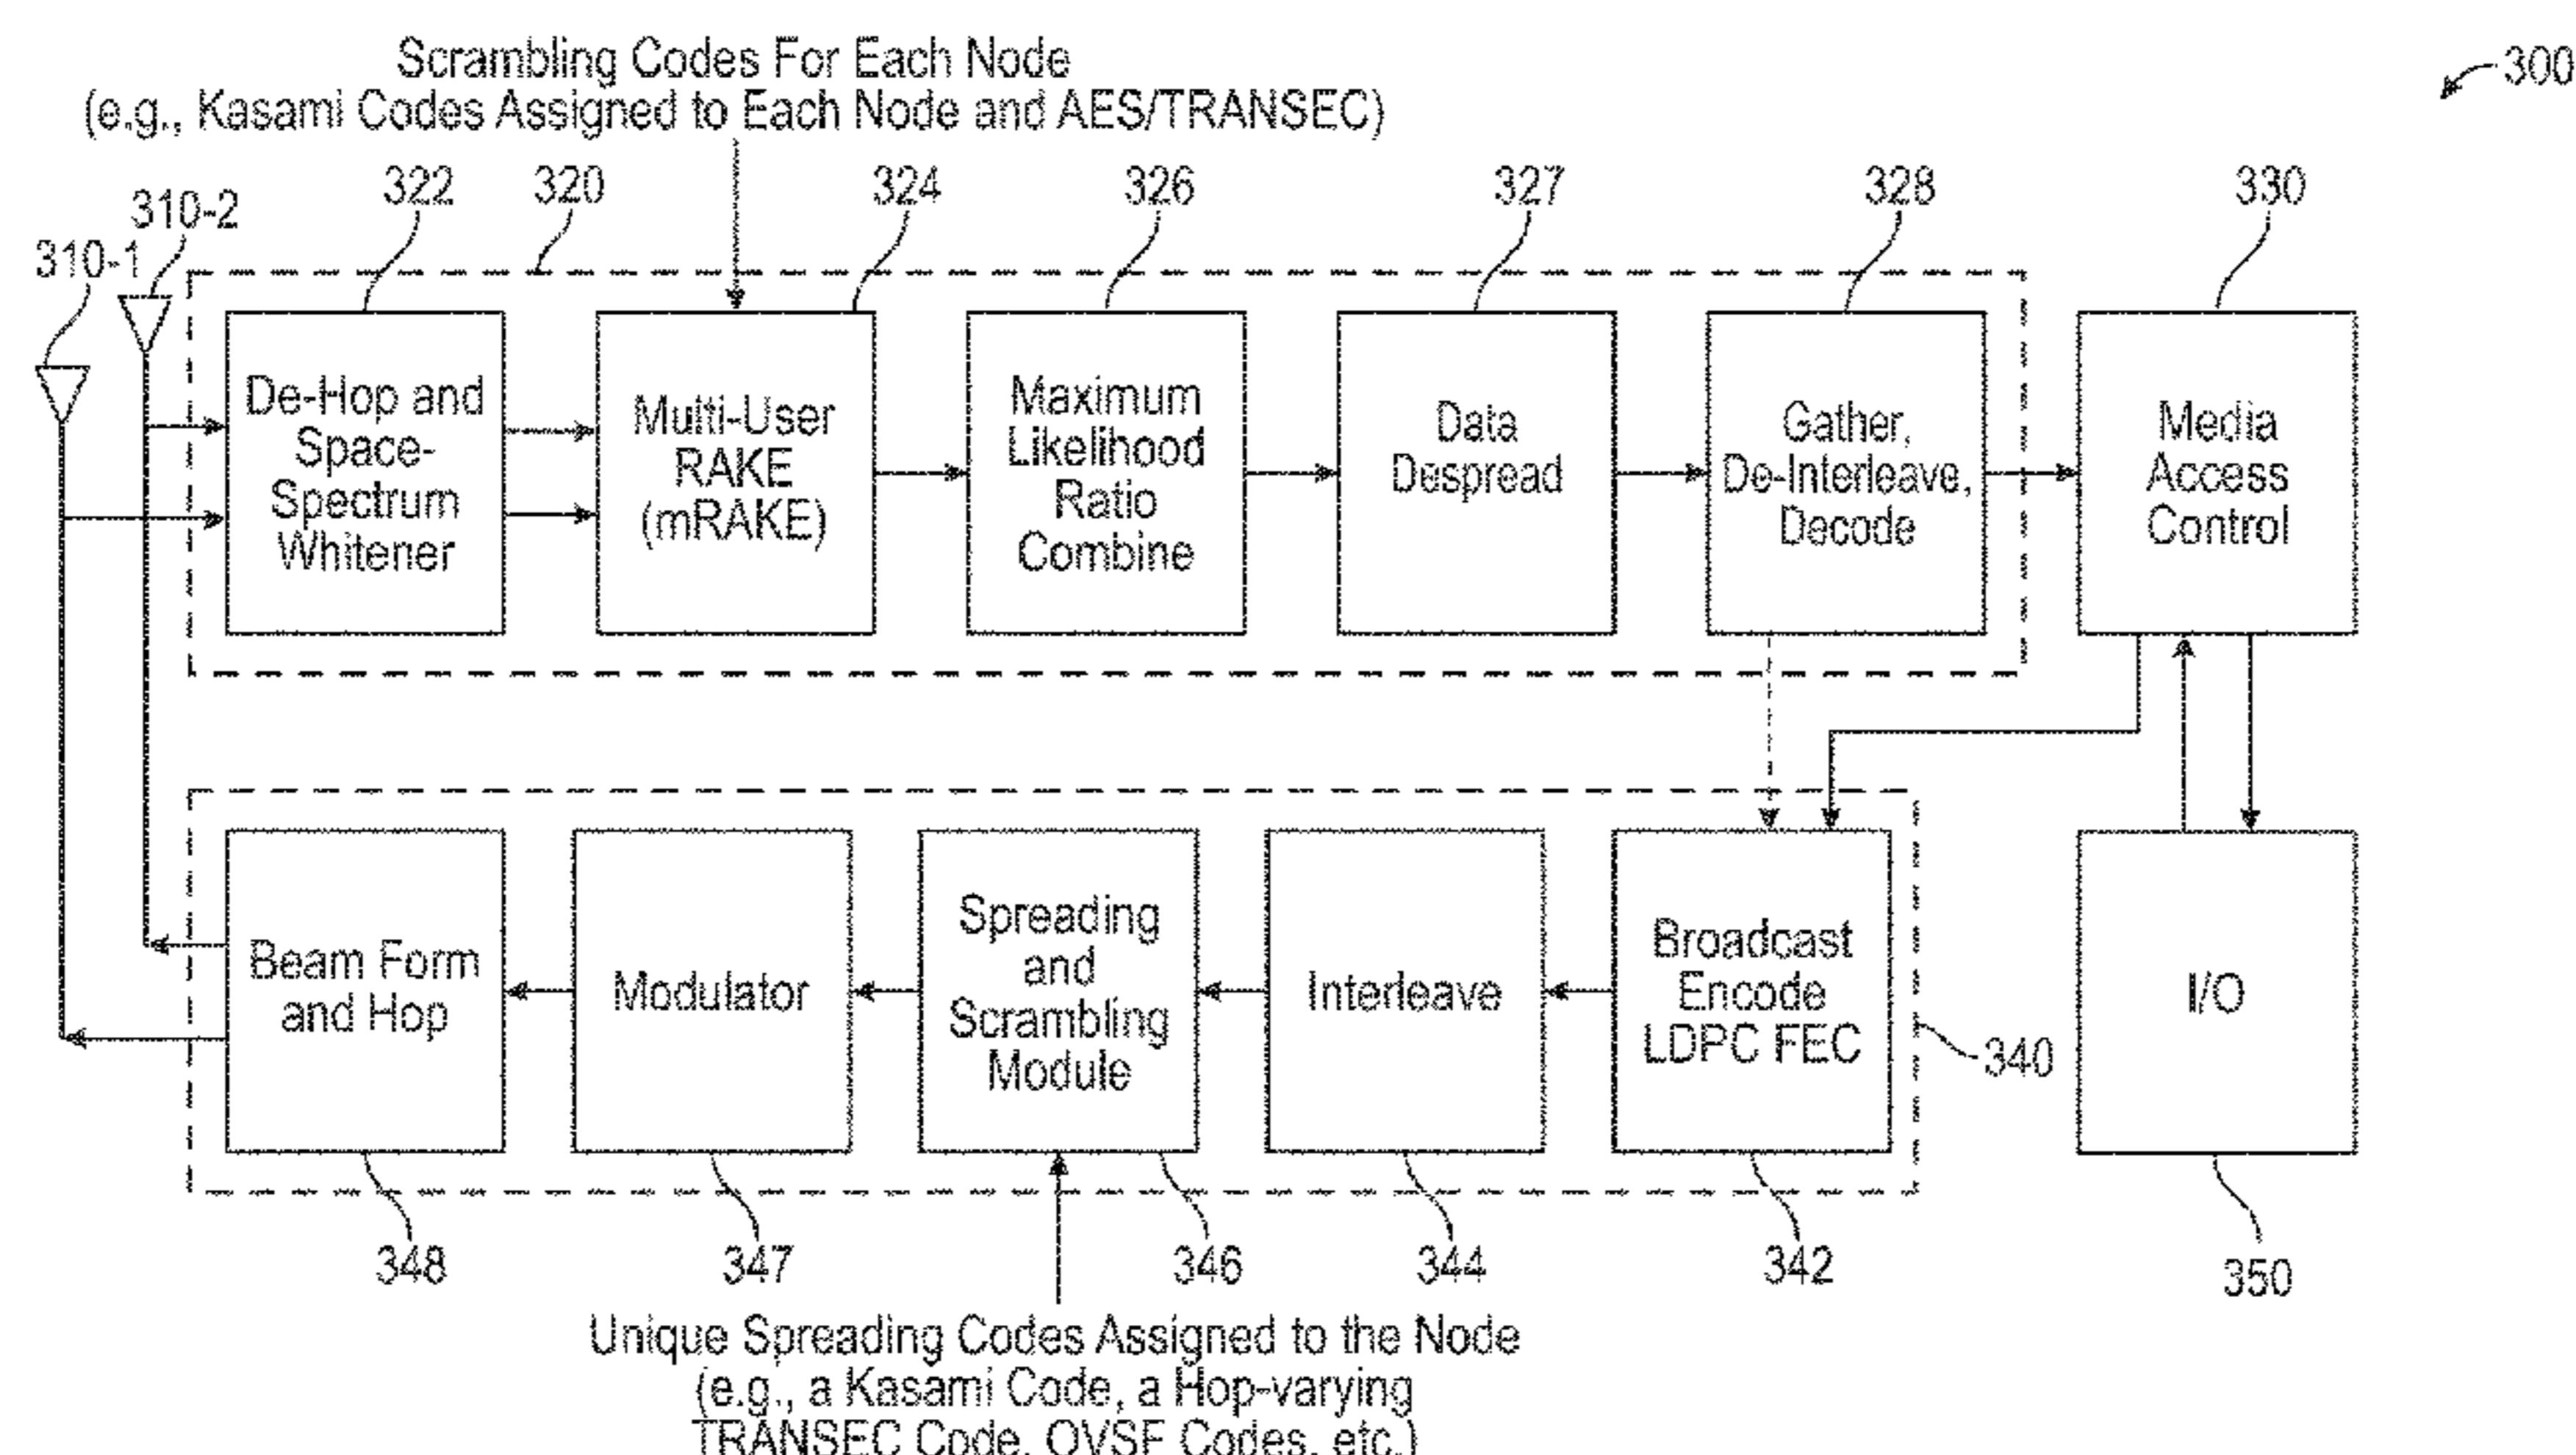 Scrambling Codes For Each Node
(e.g., Kasami Codes Assigned to Each Node and AES/TRANSEC)
300
310-1
310-2
322
320
324
326
327
328
330
De-Hop and
Space-
Spectrum
Whitener
Multi-User
RAKE
(mRAKE)
Maximum
Likelihood
Ratio
Combine
Data
Despread
Gather,
De-Interleave,
Decode
Media
Access
Control
Beam Form
and Hop
Modulator
Spreading
and
Scrambling
Module
Interleave
Broadcast
Encode
LDPC FEC
340
I/O
348
347
346
344
342
350
Unique Spreading Codes Assigned to the Node
(e.g., a Kasami Code, a Hop-varying
TRANSEC Code, OVSF Codes, etc.)